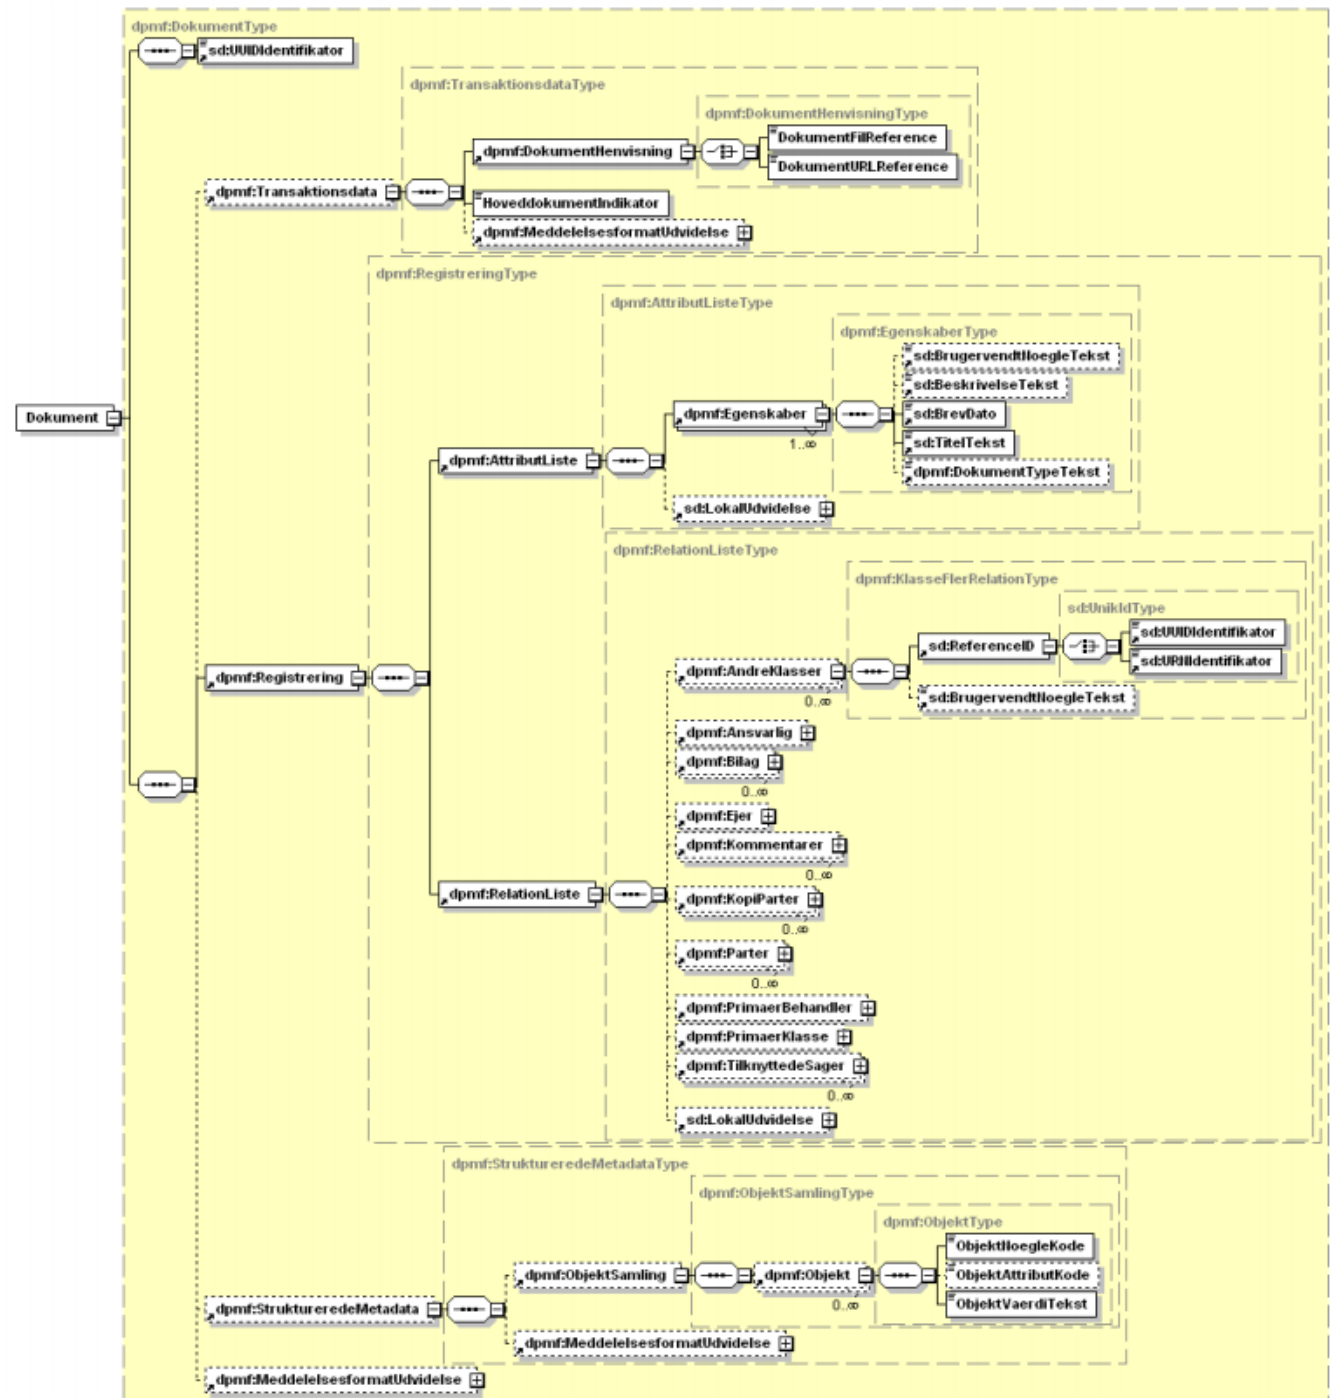 dpmf:DokumentType
sd:UUIDIdentifikator
dpmf:TransaktionsdataType
dpmf:DokumentHenvisningType
DokumentFilReference
dpmf:DokumentHenvisning
DokumentURLReference
dpmf:Transaktionsdata
HoveddokumentIndikator
dpmf:MeddelelsesformatUdvidelse
dpmf:RegistreringType
dpmf:AttributListeType
dpmf:EgenskaberType
sd:BrugervendtNoegleTekst
sd:BeskrivelseTekst
Dokument
dpmf:Egenskaber
sd:BrevDato
1..∞
sd:TitelTekst
dpmf:AttributListe
dpmf:DokumentTypeTekst
sd:LokalUdvidelse
dpmf:RelationListeType
dpmf:KlasseFlerRelationType
sd:UnikIdType
sd:UUIDIdentifikator
sd:ReferenceID
sd:URNIdentifikator
dpmf:Registrering
dpmf:AndreKlasser
0..∞
sd:BrugervendtNoegleTekst
dpmf:Ansvarlig
dpmf:Bilag
0..∞
dpmf:Ejer
dpmf:Kommentarer
0..∞
dpmf:RelationListe
dpmf:KopiParter
0..∞
dpmf:Parter
0..∞
dpmf:PrimaerBehandler
dpmf:PrimaerKlasse
dpmf:TilknyttedeSager
0..∞
sd:LokalUdvidelse
dpmf:StruktureredeMetadataType
dpmf:ObjektSamlingType
dpmf:ObjektType
ObjektNoegleKode
dpmf:ObjektSamling
dpmf:Objekt
0..∞
ObjektAttributKode
ObjektVaerdiTekst
dpmf:StruktureredeMetadata
dpmf:MeddelelsesformatUdvidelse
dpmf:MeddelelsesformatUdvidelse